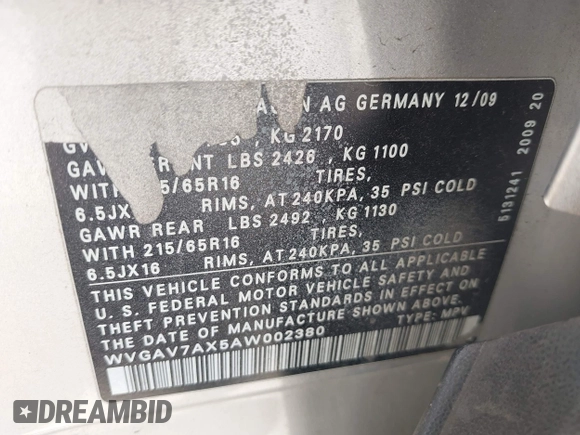 AG GERMANY 12/09
KG 2170
LBS 2426 , KG 1100
WITH 5/65R16 TIRES,
6.5JX RIMS, AT 240KPA, 35 PSI COLD
GAWR REAR LBS 2492 , KG 1130
WITH 215/65R16 TIRES,
6.5JX16 RIMS, AT 240KPA, 35 PSI COLD
THIS VEHICLE CONFORMS TO ALL APPLICABLE
U. S. FEDERAL MOTOR VEHICLE SAFETY AND
THEFT PREVENTION STANDARDS IN EFFECT ON
THE DATE OF MANUFACTURE SHOWN ABOVE.
WVGAV7AX5AW002380 TYPE: MPV
5131241 2009 20
DREAMBID